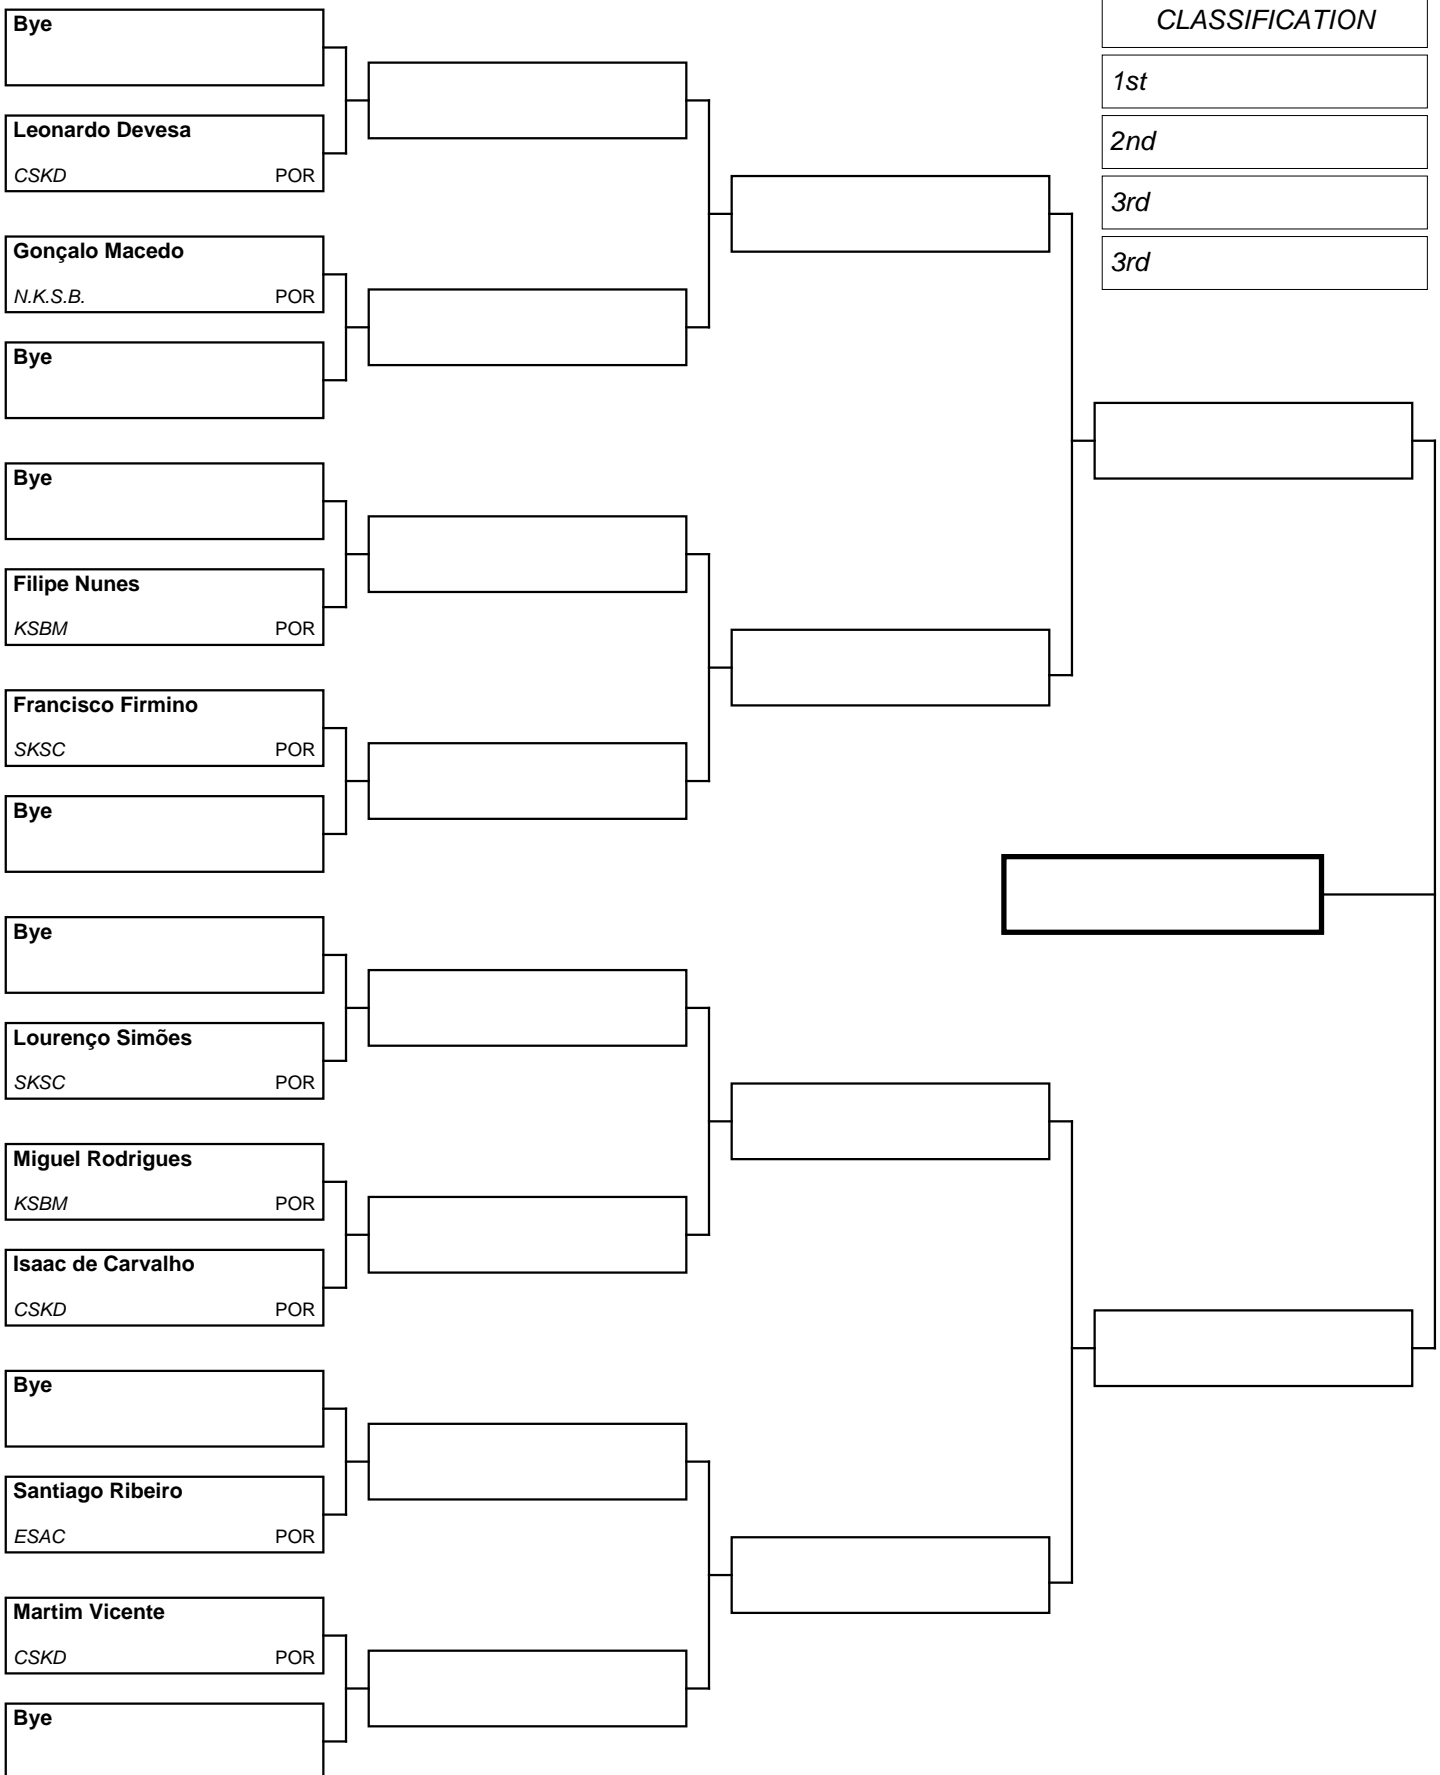 Bye
Leonardo Devesa
CSKD POR
Gonçalo Macedo
N.K.S.B. POR
Bye
Bye
Filipe Nunes
KSBM POR
Francisco Firmino
SKSC POR
Bye
Bye
Lourenço Simões
SKSC POR
Miguel Rodrigues
KSBM POR
Isaac de Carvalho
CSKD POR
Bye
Santiago Ribeiro
ESAC POR
Martim Vicente
CSKD POR
Bye
CLASSIFICATION
1st
2nd
3rd
3rd